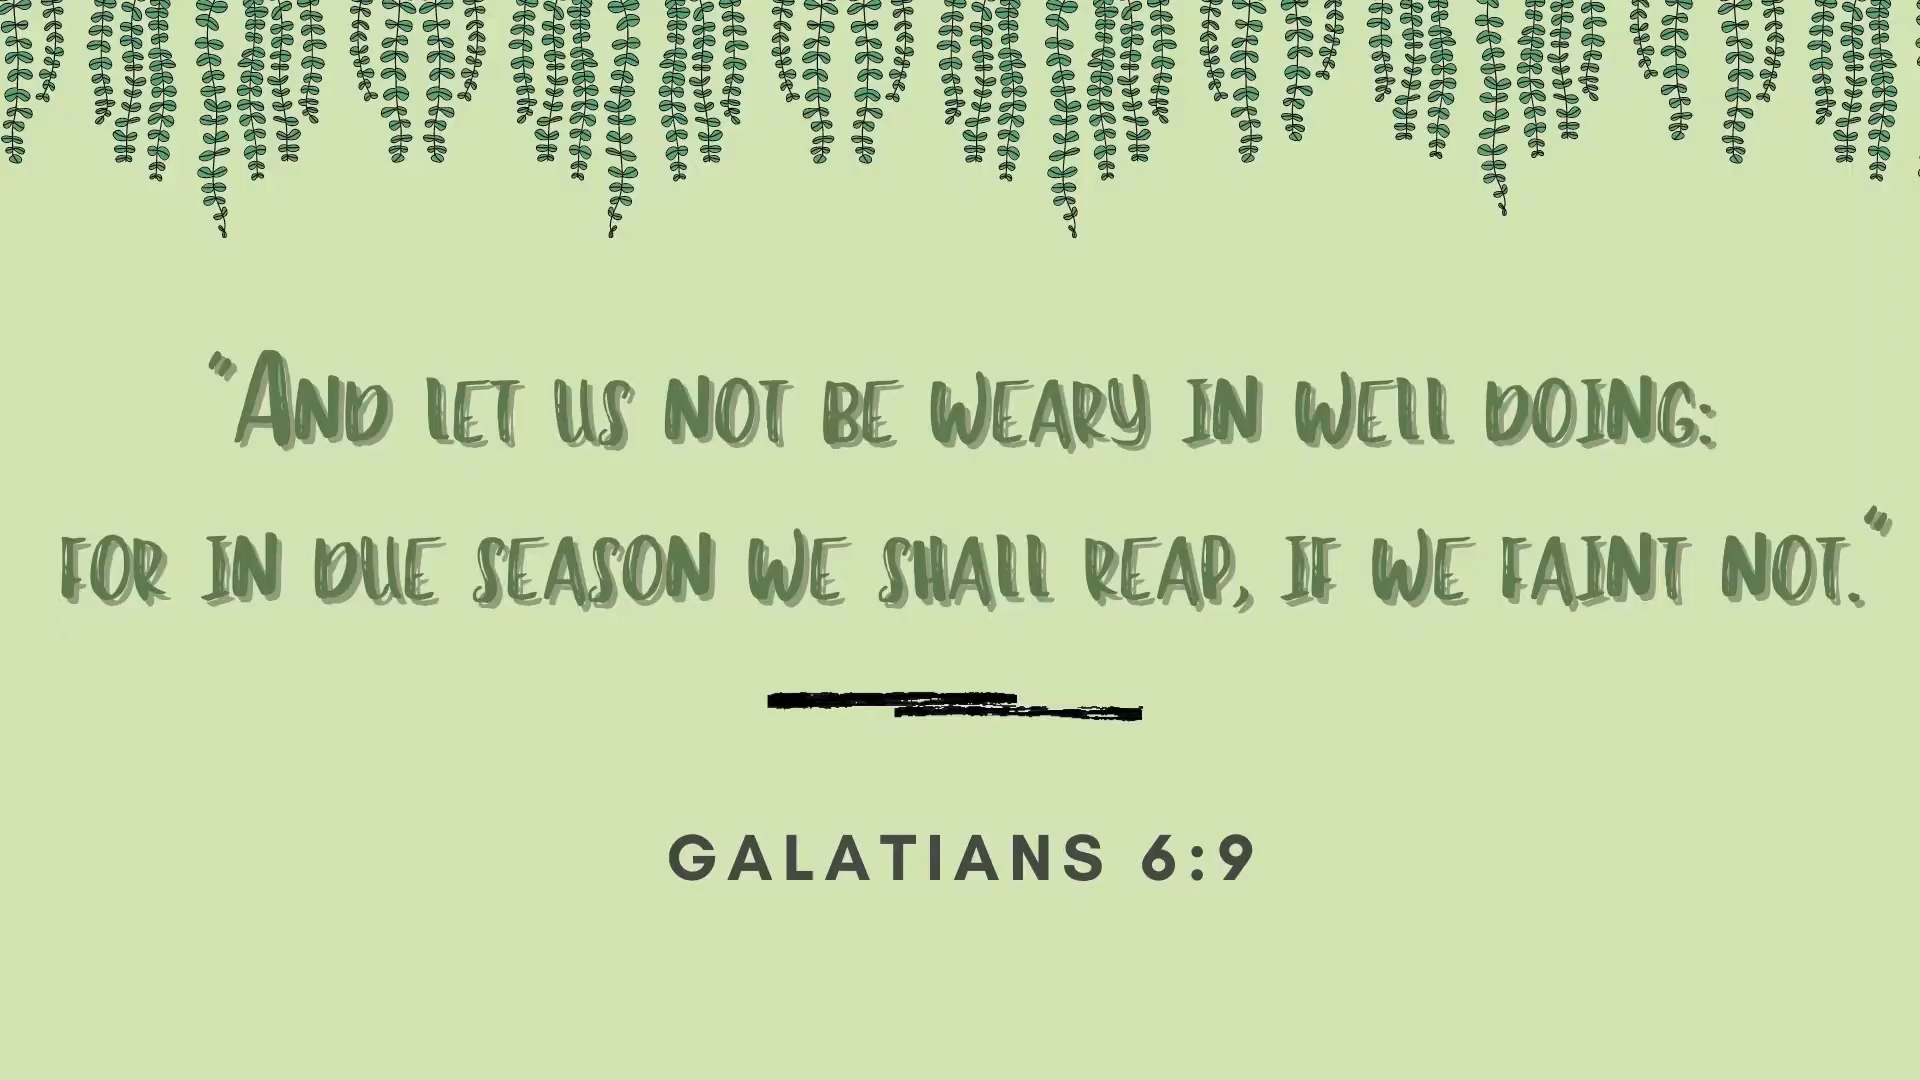 "And let us not be weary in well doing:
for in due season we shall reap, if we faint not."
GALATIANS 6:9